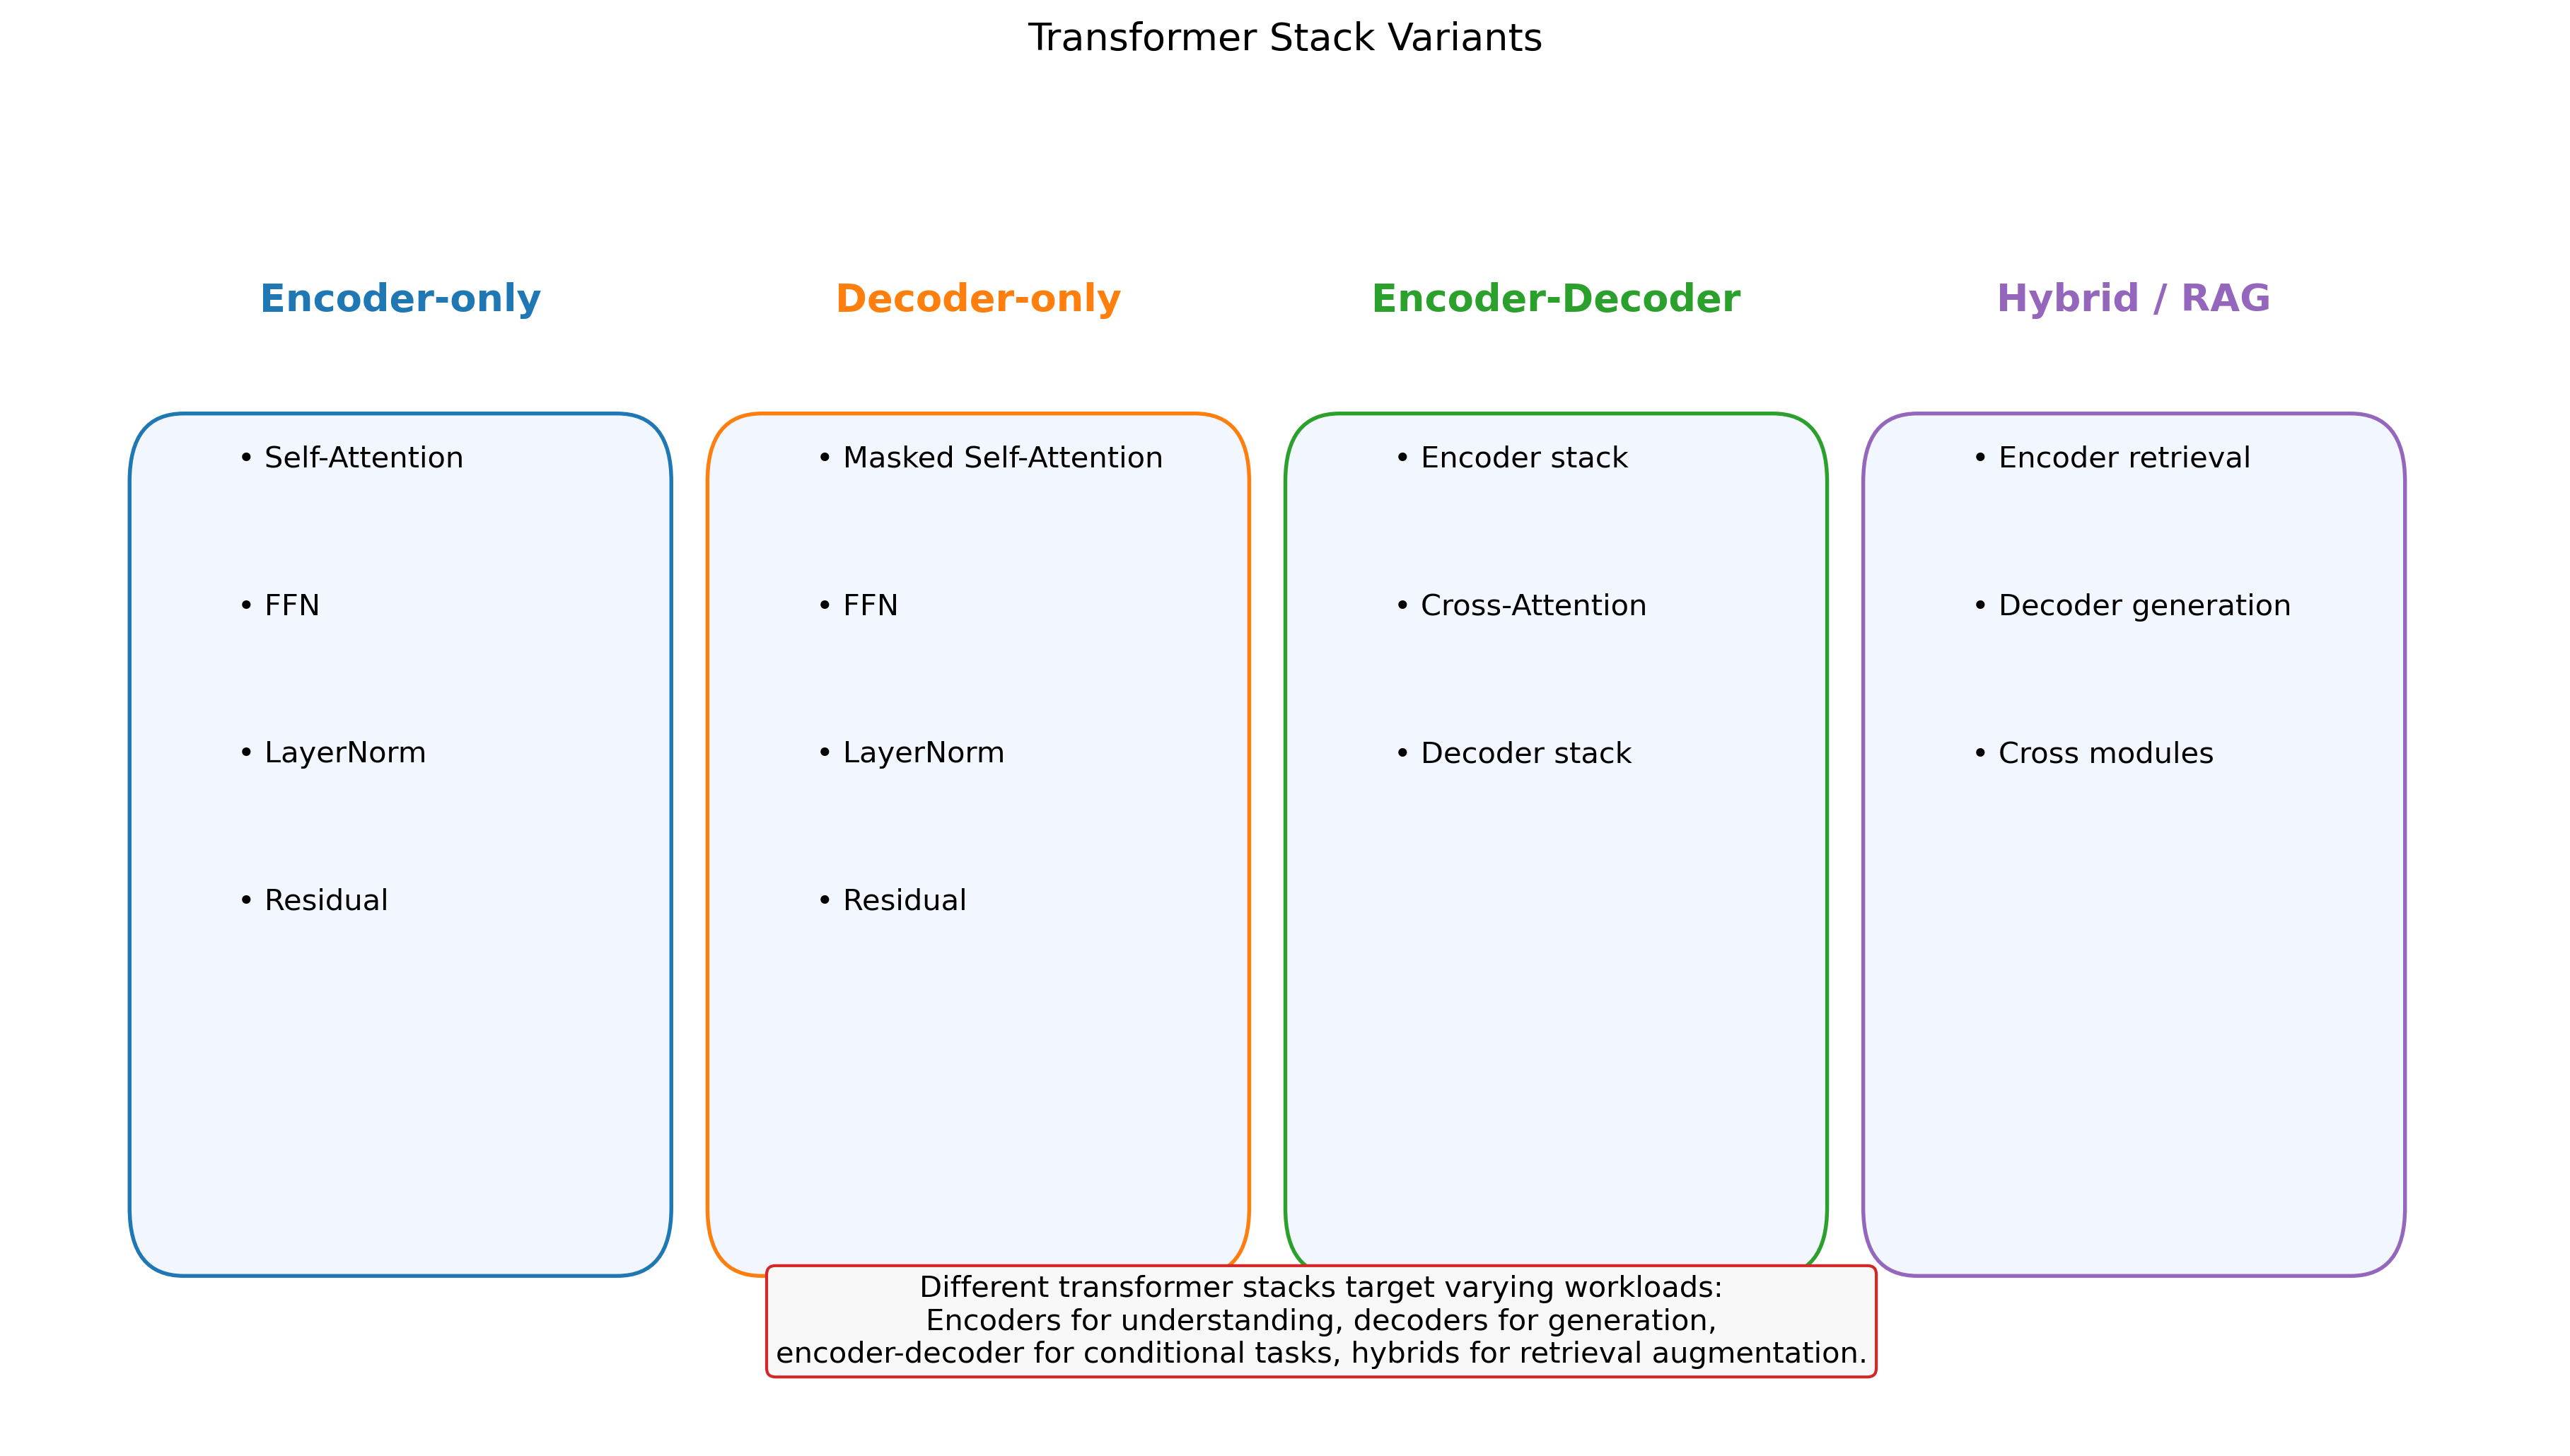 Transformer Stack Variants
Encoder-only
• Self-Attention
• FFN
• LayerNorm
• Residual
Decoder-only
• Masked Self-Attention
• FFN
• LayerNorm
• Residual
Encoder-Decoder
• Encoder stack
• Cross-Attention
• Decoder stack
Hybrid / RAG
• Encoder retrieval
• Decoder generation
• Cross modules
Different transformer stacks target varying workloads:
Encoders for understanding, decoders for generation,
encoder-decoder for conditional tasks, hybrids for retrieval augmentation.